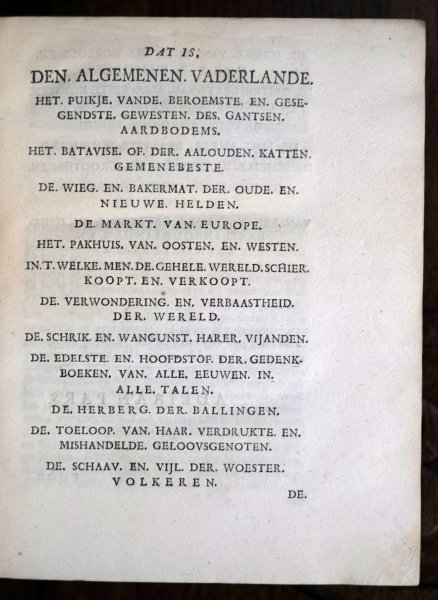 DAT IS,
DEN. ALGEMENEN. VADERLANDE.
HET. PUIKJE. VANDE. BEROEMSTE. EN. GESE-
GENDSTE. GEWESTEN. DES. GANTSEN.
AARDBODEMS.
HET. BATAVISE. OF. DER. AALOUDEN. KATTEN.
GEMENEBESTE.
DE. WIEG. EN. BAKERMAT. DER. OUDE. EN.
NIEUWE. HELDEN.
DE. MARKT. VAN. EUROPE.
HET. PAKHUIS. VAN. OOSTEN. EN. WESTEN.
IN.'T. WELKE. MEN. DE. GEHELE. WERELD. SCHIER.
KOOPT. EN. VERKOOPT.
DE. VERWONDERING. EN. VERBAASTHEID.
DER. WERELD.
DE. SCHRIK. EN. WANGUNST. HARER. VIJANDEN.
DE. EDELSTE. EN. HOOFDSTOF. DER. GEDENK-
BOEKEN. VAN. ALLE. EEUWEN. IN.
ALLE. TALEN.
DE. HERBERG. DER. BALLINGEN.
DE. TOELOOP. VAN. HAAR. VERDRUKTE. EN.
MISHANDELDE. GELOOVSGENOTEN.
DE. SCHAAV. EN. VIJL. DER. WOESTER.
VOLKEREN.
DE.